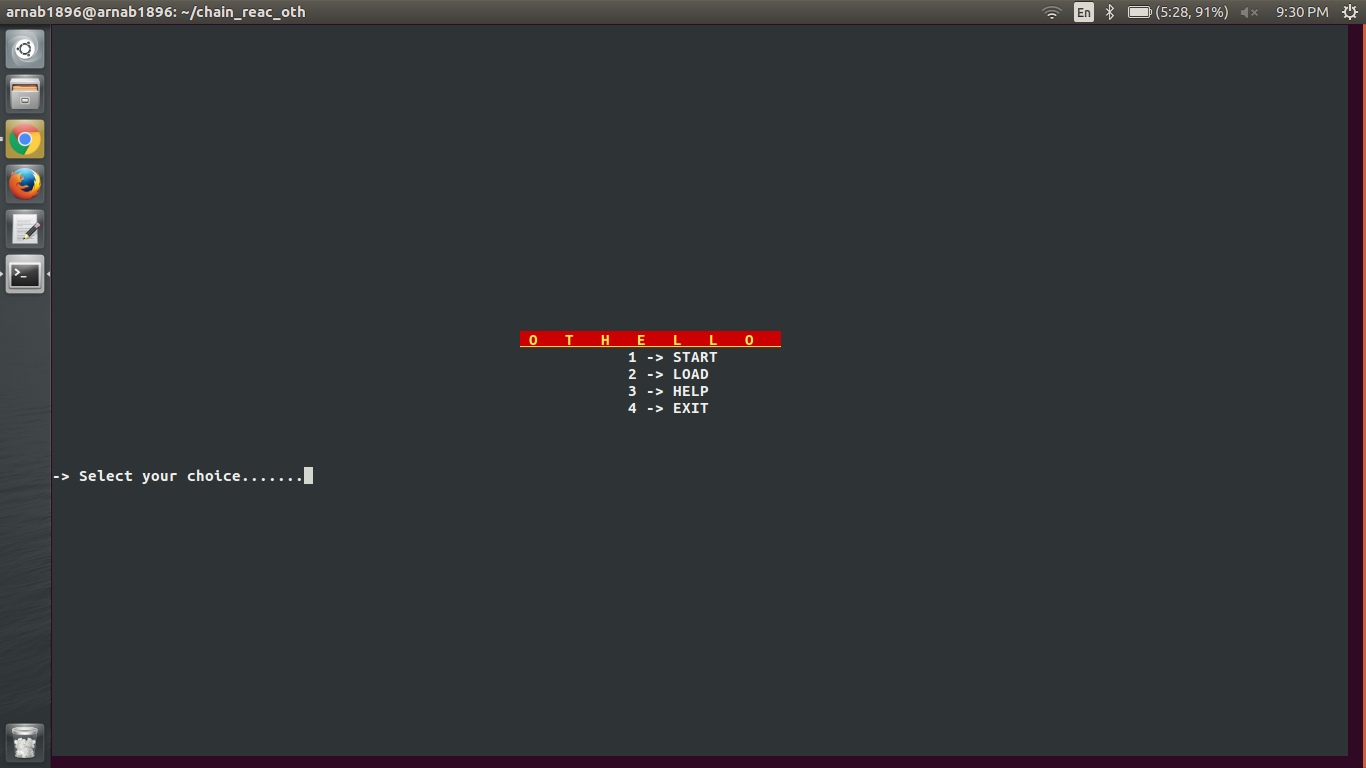 arnab1896@arnab1896: ~/chain_reac_oth
En (5:28, 91%) 9:30 PM
O T H E L L O
1 -> START
2 -> LOAD
3 -> HELP
4 -> EXIT
-> Select your choice.......